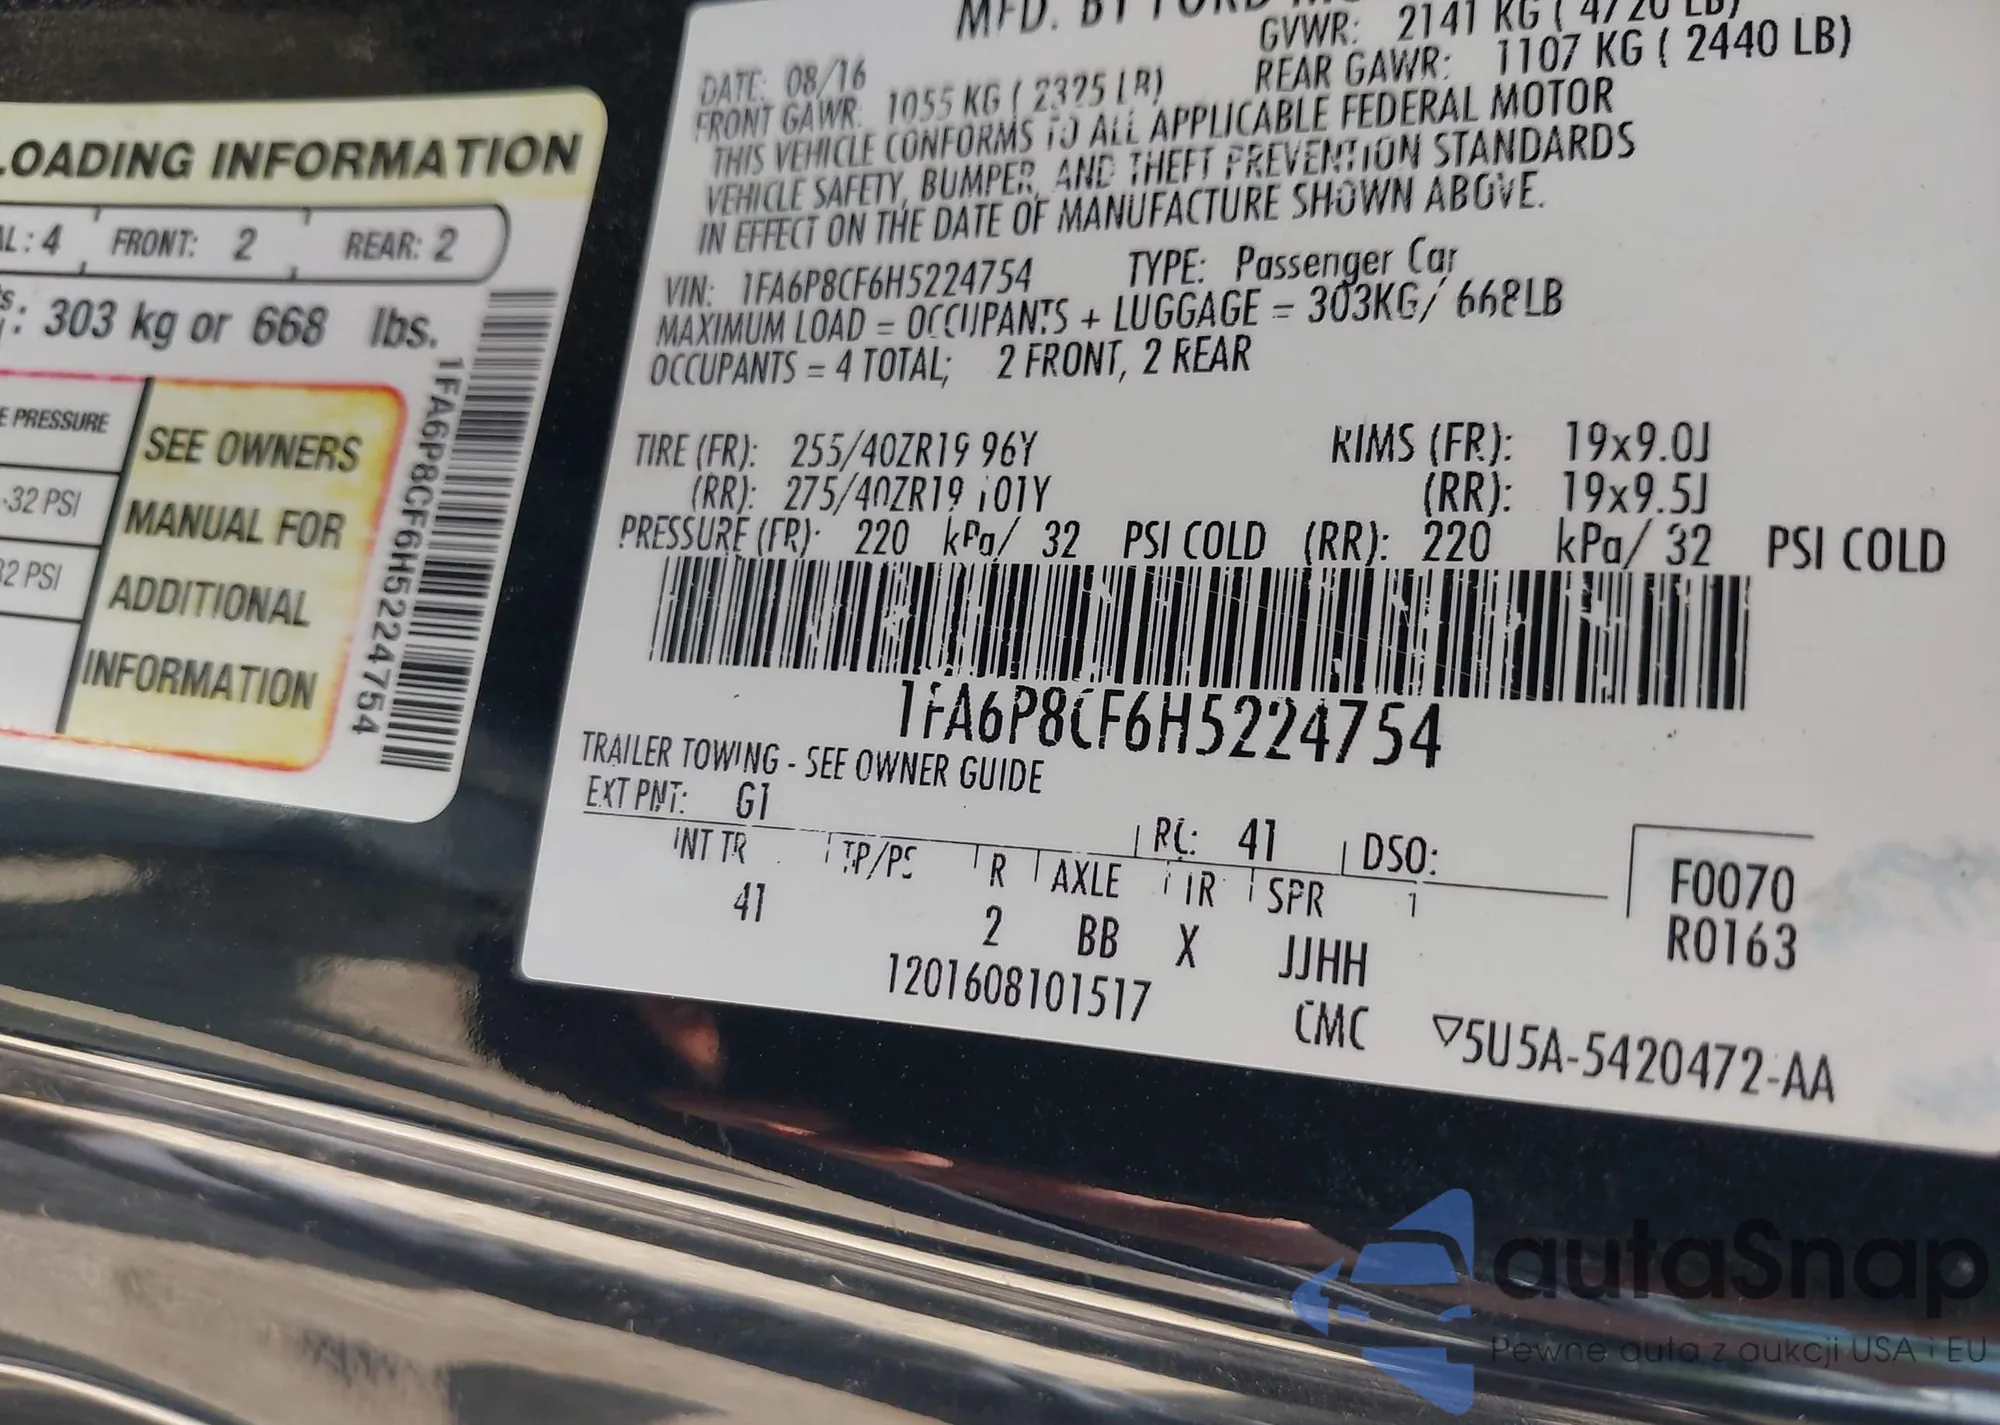 LOADING INFORMATION
AL: 4 FRONT: 2 REAR: 2
303 kg or 668 lbs.
E PRESSURE
-32 PSI
32 PSI
SEE OWNERS
MANUAL FOR
ADDITIONAL
INFORMATION
1FA6P8CF6H5224754
MFD. BY FORD
DATE: 08/16 GVWR: 2141 KG ( 4720 LB)
FRONT GAWR: 1055 KG ( 2325 LB) REAR GAWR: 1107 KG ( 2440 LB)
THIS VEHICLE CONFORMS TO ALL APPLICABLE FEDERAL MOTOR
VEHICLE SAFETY, BUMPER, AND THEFT PREVENTION STANDARDS
IN EFFECT ON THE DATE OF MANUFACTURE SHOWN ABOVE.
VIN: 1FA6P8CF6H5224754 TYPE: Passenger Car
MAXIMUM LOAD = OCCUPANTS + LUGGAGE = 303KG/ 668LB
OCCUPANTS = 4 TOTAL; 2 FRONT, 2 REAR
TIRE (FR): 255/40ZR19 96Y RIMS (FR): 19x9.0J
(RR): 275/40ZR19 101Y (RR): 19x9.5J
PRESSURE (FR): 220 kPa/ 32 PSI COLD (RR): 220 kPa/ 32 PSI COLD
1FA6P8CF6H5224754
TRAILER TOWING - SEE OWNER GUIDE
EXT PNT: G1 RC: 41 DSO:
INT TR TP/PS R AXLE TR SPR
41 2 BB X JJHH
F0070
R0163
1201608101517 CMC ▽5U5A-5420472-AA
autaSnap
Pewne auta z aukcji USA i EU